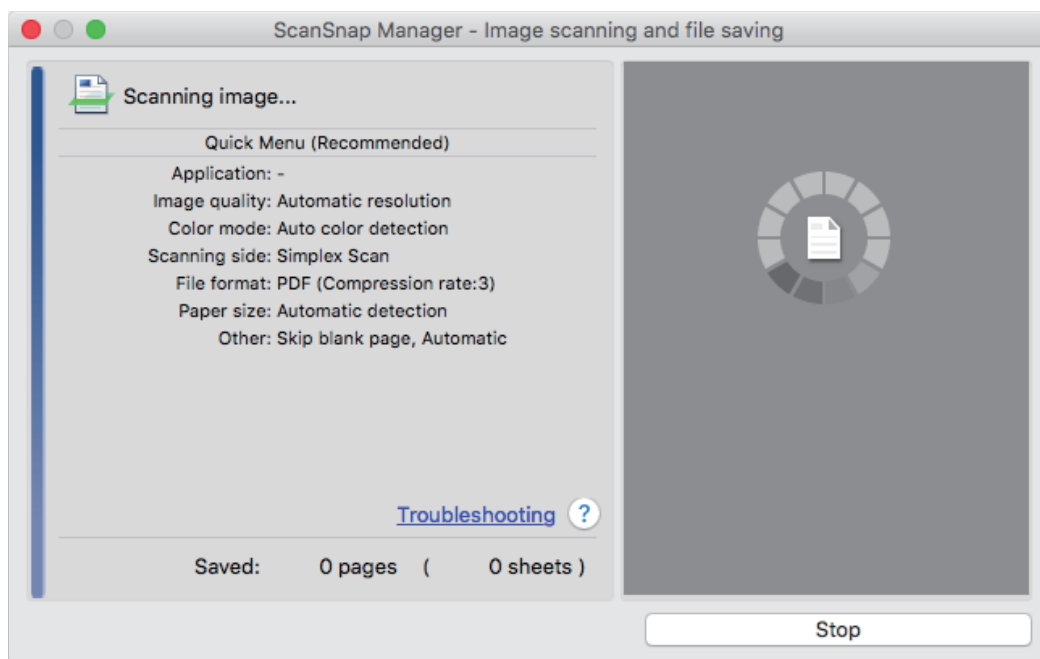 ScanSnap Manager - Image scanning and file saving
Scanning image...
Quick Menu (Recommended)
Application: -
Image quality: Automatic resolution
Color mode: Auto color detection
Scanning side: Simplex Scan
File format: PDF (Compression rate:3)
Paper size: Automatic detection
Other: Skip blank page, Automatic
Troubleshooting ?
Saved: 0 pages ( 0 sheets )
Stop